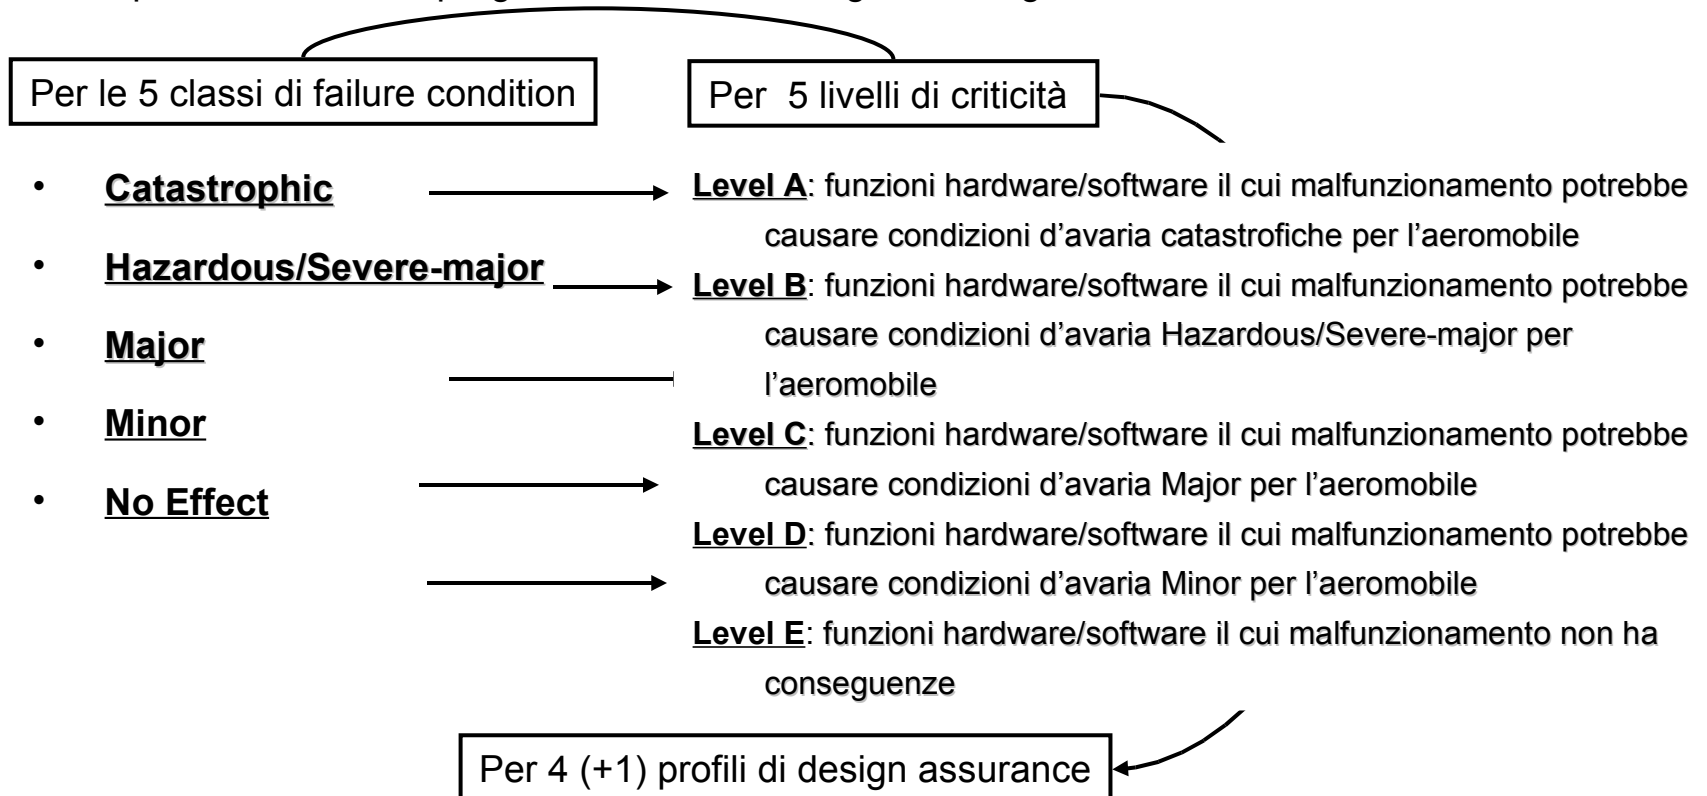 Per le 5 classi di failure condition
Per 5 livelli di criticità
• Catastrophic
• Hazardous/Severe-major
• Major
• Minor
• No Effect
Level A: funzioni hardware/software il cui malfunzionamento potrebbe
causare condizioni d’avaria catastrofiche per l’aeromobile
Level B: funzioni hardware/software il cui malfunzionamento potrebbe
causare condizioni d’avaria Hazardous/Severe-major per
l’aeromobile
Level C: funzioni hardware/software il cui malfunzionamento potrebbe
causare condizioni d’avaria Major per l’aeromobile
Level D: funzioni hardware/software il cui malfunzionamento potrebbe
causare condizioni d’avaria Minor per l’aeromobile
Level E: funzioni hardware/software il cui malfunzionamento non ha
conseguenze
Per 4 (+1) profili di design assurance